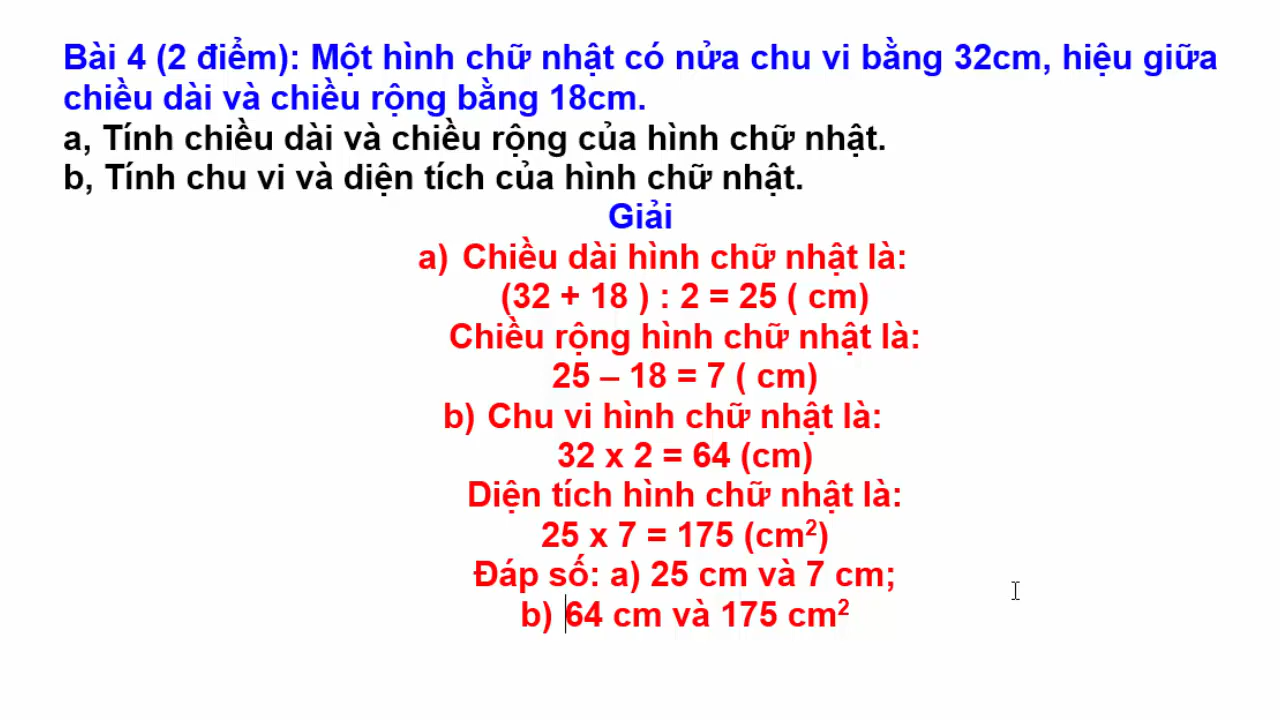 Bài 4 (2 điểm): Một hình chữ nhật có nửa chu vi bằng 32cm, hiệu giữa
chiều dài và chiều rộng bằng 18cm.
a, Tính chiều dài và chiều rộng của hình chữ nhật.
b, Tính chu vi và diện tích của hình chữ nhật.
Giải
a) Chiều dài hình chữ nhật là:
(32 + 18 ) : 2 = 25 ( cm)
Chiều rộng hình chữ nhật là:
25 – 18 = 7 ( cm)
b) Chu vi hình chữ nhật là:
32 x 2 = 64 (cm)
Diện tích hình chữ nhật là:
25 x 7 = 175 (cm²)
Đáp số: a) 25 cm và 7 cm;
b) 64 cm và 175 cm²